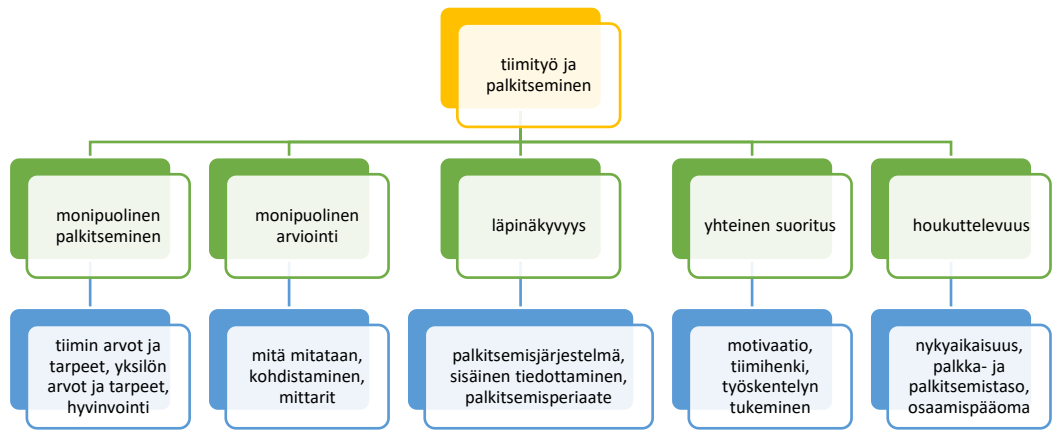 tiimityö ja
palkitseminen
monipuolinen
palkitseminen
monipuolinen
arviointi
läpinäkyvyys
yhteinen suoritus
houkuttelevuus
tiimin arvot ja
tarpeet, yksilön
arvot ja tarpeet,
hyvinvointi
mitä mitataan,
kohdistaminen,
mittarit
palkitsemisjärjestelmä,
sisäinen tiedottaminen,
palkitsemisperiaate
motivaatio,
tiimihenki,
työskentelyn
tukeminen
nykyaikaisuus,
palkka- ja
palkitsemistaso,
osaamispääoma